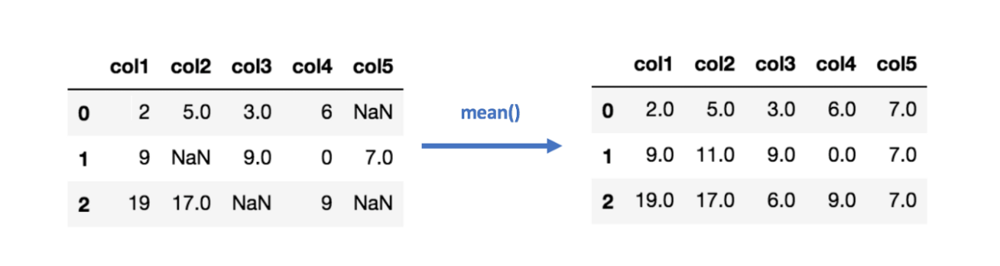 col1 col2 col3 col4 col5
0 2 5.0 3.0 6 NaN
1 9 NaN 9.0 0 7.0
2 19 17.0 NaN 9 NaN
mean()
col1 col2 col3 col4 col5
0 2.0 5.0 3.0 6.0 7.0
1 9.0 11.0 9.0 0.0 7.0
2 19.0 17.0 6.0 9.0 7.0